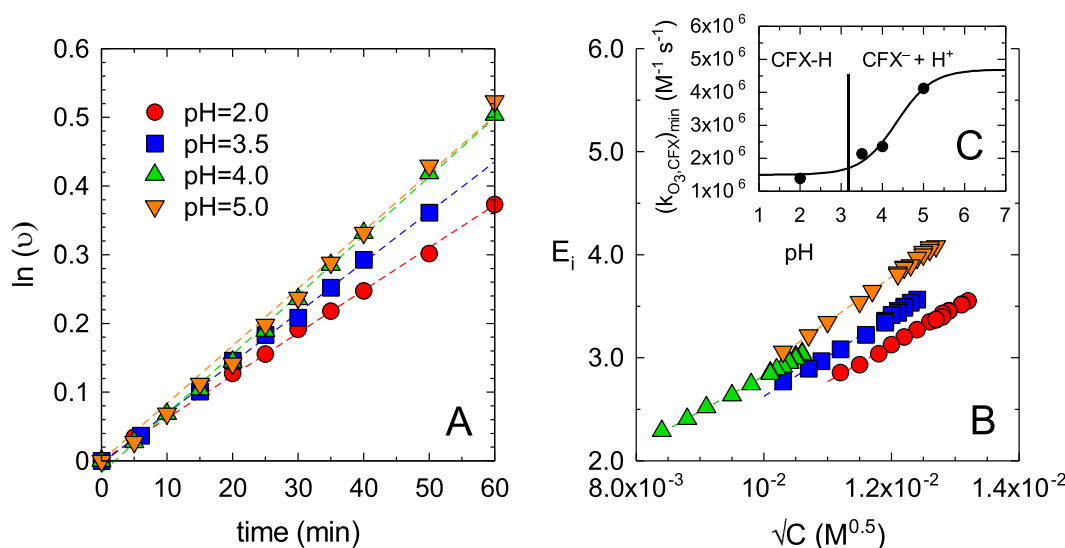 0.6
0.5
0.4
0.3
0.2
0.1
0
ln (υ)
pH=2.0
pH=3.5
pH=4.0
pH=5.0
A
0 10 20 30 40 50 60
time (min)
6.0
5.0
4.0
3.0
2.0
E_i
B
8.0x10⁻³ 10⁻² 1.2x10⁻² 1.4x10⁻²
√C (M^0.5)
6x10⁶
5x10⁶
4x10⁶
3x10⁶
2x10⁶
1x10⁶
(k_O₃,CFX)_min (M⁻¹ s⁻¹)
CFX-H CFX⁻ + H⁺
C
1 2 3 4 5 6 7
pH